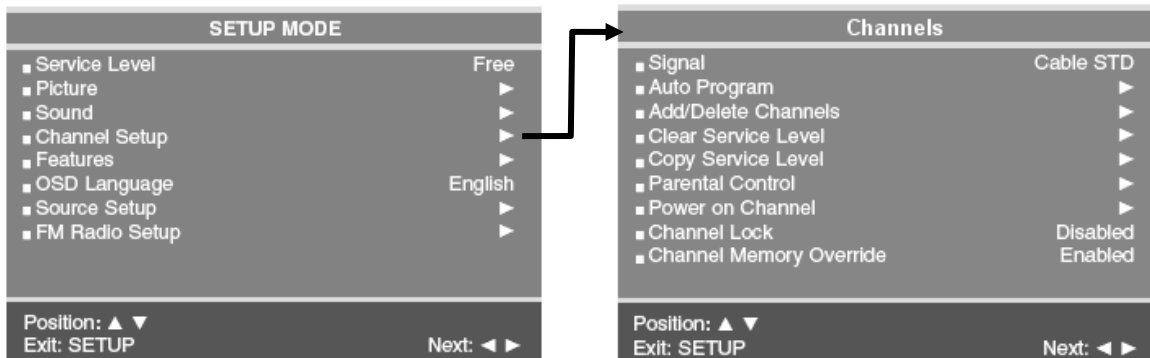 SETUP MODE
Service Level Free
Picture ▶
Sound ▶
Channel Setup ▶
Features ▶
OSD Language English
Source Setup ▶
FM Radio Setup ▶
Position: ▲ ▼
Exit: SETUP Next: ◀ ▶
Channels
Signal Cable STD
Auto Program ▶
Add/Delete Channels ▶
Clear Service Level ▶
Copy Service Level ▶
Parental Control ▶
Power on Channel ▶
Channel Lock Disabled
Channel Memory Override Enabled
Position: ▲ ▼
Exit: SETUP Next: ◀ ▶